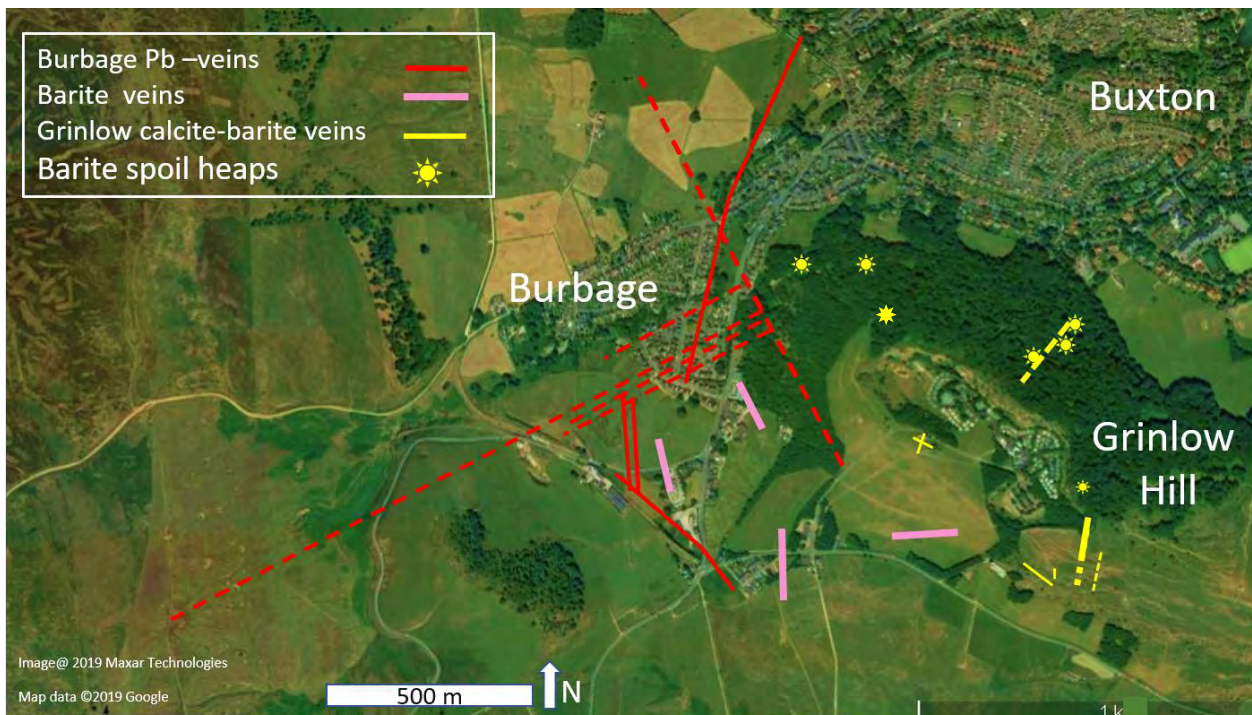 Burbage Pb –veins
Barite veins
Grinlow calcite-barite veins
Barite spoil heaps
Buxton
Burbage
Grinlow
Hill
Image@ 2019 Maxar Technologies
Map data ©2019 Google
500 m
N
1 k